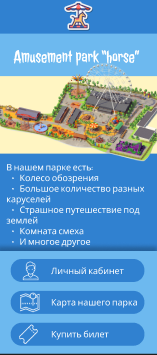 Amusement park "horse"
В нашем парке есть:
• Колесо обозрения
• Большое количество разных
каруселей
• Страшное путешествие под
землей
• Комната смеха
• И многое другое
Личный кабинет
Карта нашего парка
Купить билет